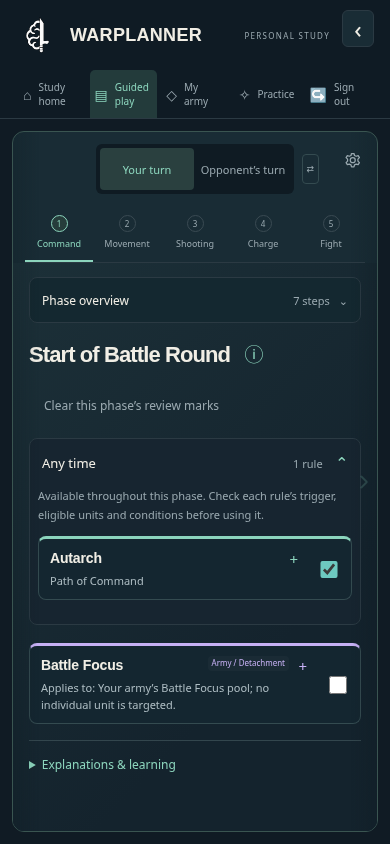 WARPLANNER
PERSONAL STUDY
Study home
Guided play
My army
Practice
Sign out
Your turn
Opponent's turn
1
2
3
4
5
Command
Movement
Shooting
Charge
Fight
Phase overview
7 steps
Start of Battle Round
i
Clear this phase's review marks
Any time
1 rule
Available throughout this phase. Check each rule's trigger,
eligible units and conditions before using it.
Autarch
+
Path of Command
Battle Focus
Army / Detachment
+
Applies to: Your army's Battle Focus pool; no
individual unit is targeted.
Explanations & learning